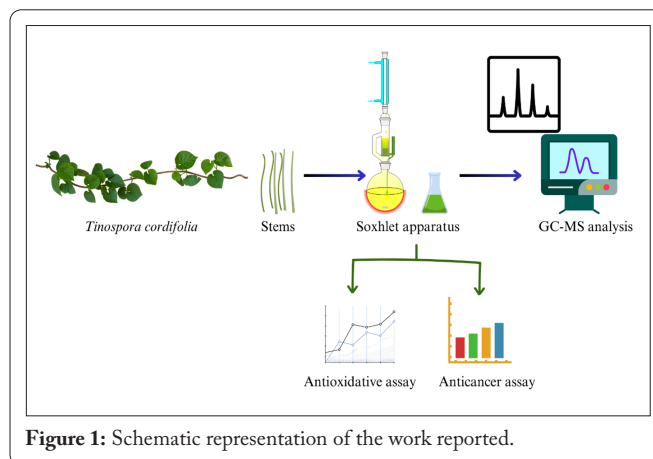 Tinospora cordifolia
Stems
Soxhlet apparatus
GC-MS analysis
Antioxidative assay
Anticancer assay
Figure 1: Schematic representation of the work reported.